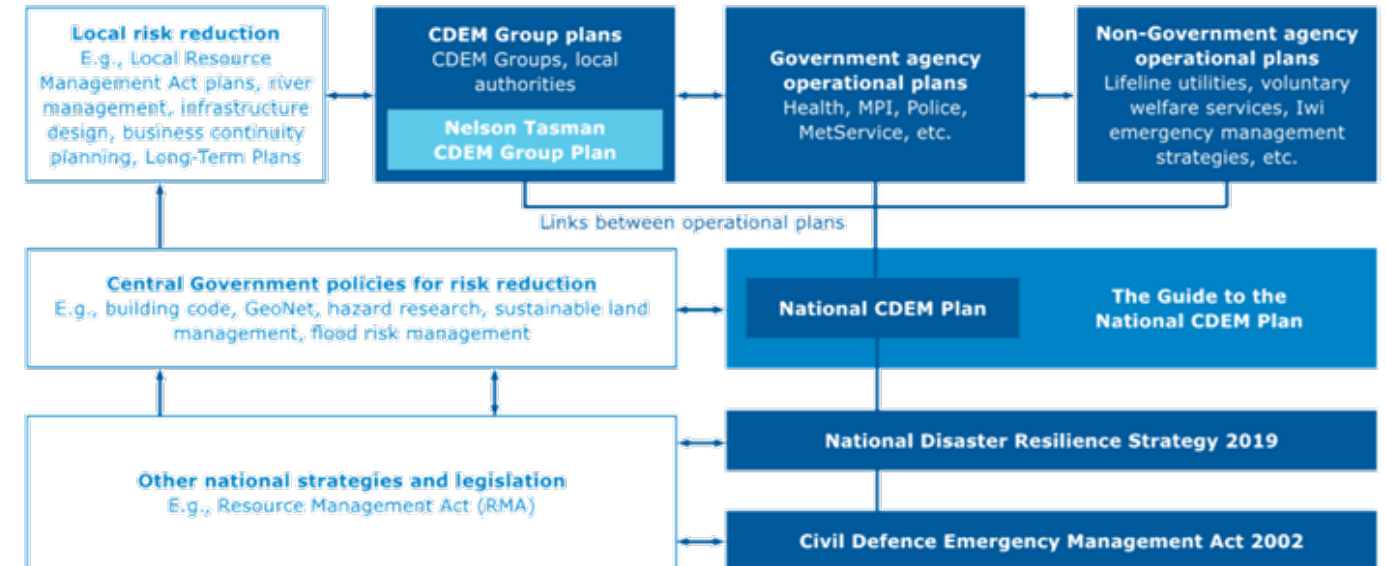 Local risk reduction
E.g., Local Resource
Management Act plans, river
management, infrastructure
design, business continuity
planning, Long-Term Plans
CDEM Group plans
CDEM Groups, local
authorities
Nelson Tasman
CDEM Group Plan
Government agency
operational plans
Health, MPI, Police,
MetService, etc.
Non-Government agency
operational plans
Lifeline utilities, voluntary
welfare services, Iwi
emergency management
strategies, etc.
Links between operational plans
Central Government policies for risk reduction
E.g., building code, GeoNet, hazard research, sustainable land
management, flood risk management
National CDEM Plan
The Guide to the
National CDEM Plan
Other national strategies and legislation
E.g., Resource Management Act (RMA)
National Disaster Resilience Strategy 2019
Civil Defence Emergency Management Act 2002